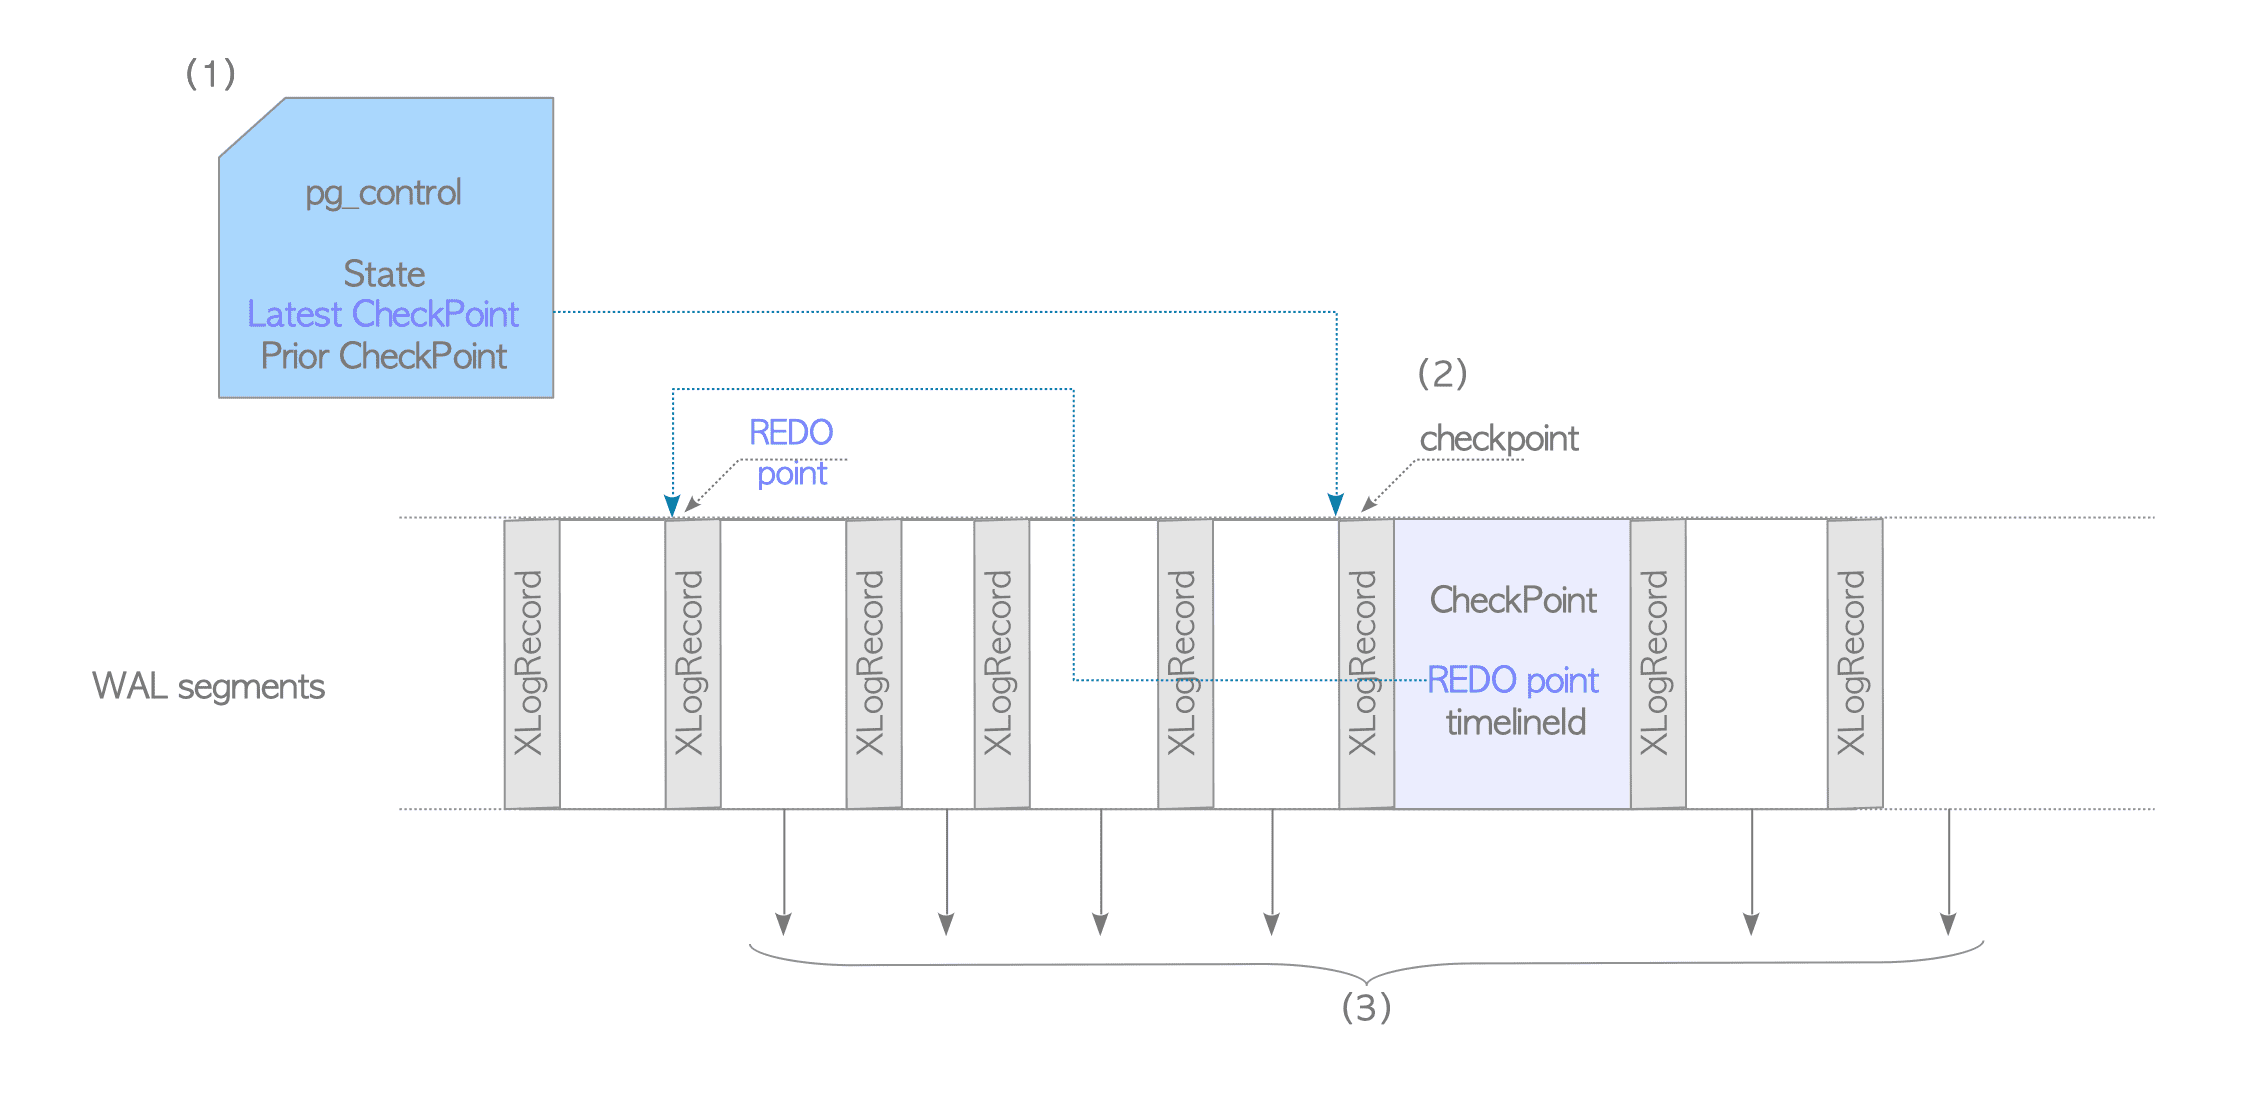 (1)
pg_control
State
Latest CheckPoint
Prior CheckPoint
(2)
REDO
point
checkpoint
WAL segments
XLogRecord
XLogRecord
XLogRecord
XLogRecord
XLogRecord
XLogRecord
CheckPoint
REDO point
timelineId
XLogRecord
XLogRecord
(3)